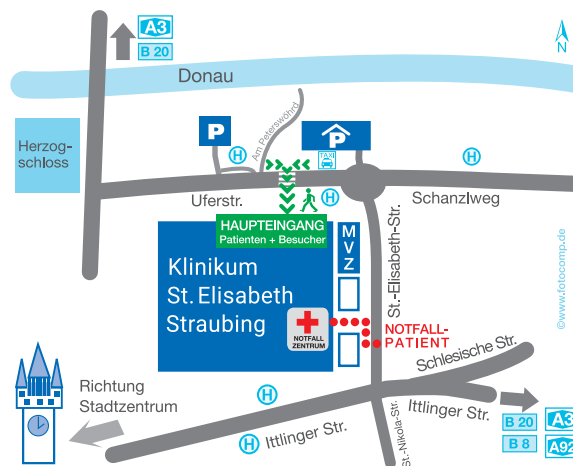 A3
B 20
N
Donau
P
P
Am Peterswöhrd
Herzog-
schloss
H
TAXI
H
H
Uferstr.
Schanzlweg
HAUPTEINGANG
Patienten + Besucher
MVZ
St.-Elisabeth-Str.
Klinikum
St. Elisabeth
Straubing
NOTFALL
ZENTRUM
NOTFALL-
PATIENT
©www.fotocomp.de
Schlesische Str.
Richtung
Stadtzentrum
H
H
Ittlinger Str.
St.-Nikola-Str.
Ittlinger Str.
B 20
A3
B 8
A92